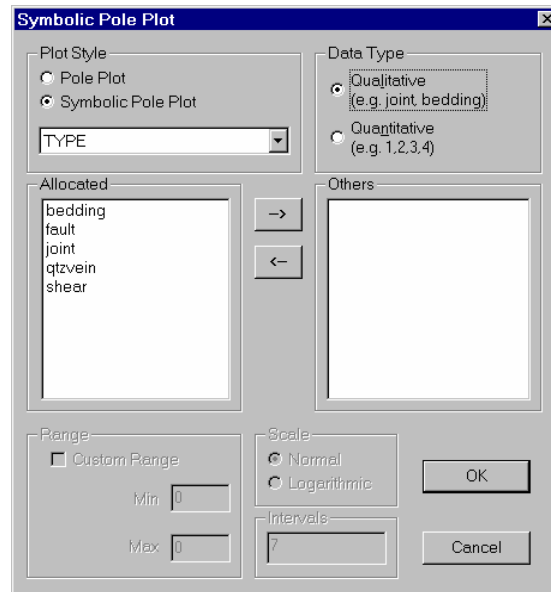 Symbolic Pole Plot
Plot Style
Pole Plot
Symbolic Pole Plot
TYPE
Data Type
Qualitative
(e.g. joint, bedding)
Quantitative
(e.g. 1,2,3,4)
Allocated
bedding
fault
joint
qtzvein
shear
-->
<--
Others
Range
Custom Range
Min 0
Max 0
Scale
Normal
Logarithmic
Intervals
7
OK
Cancel